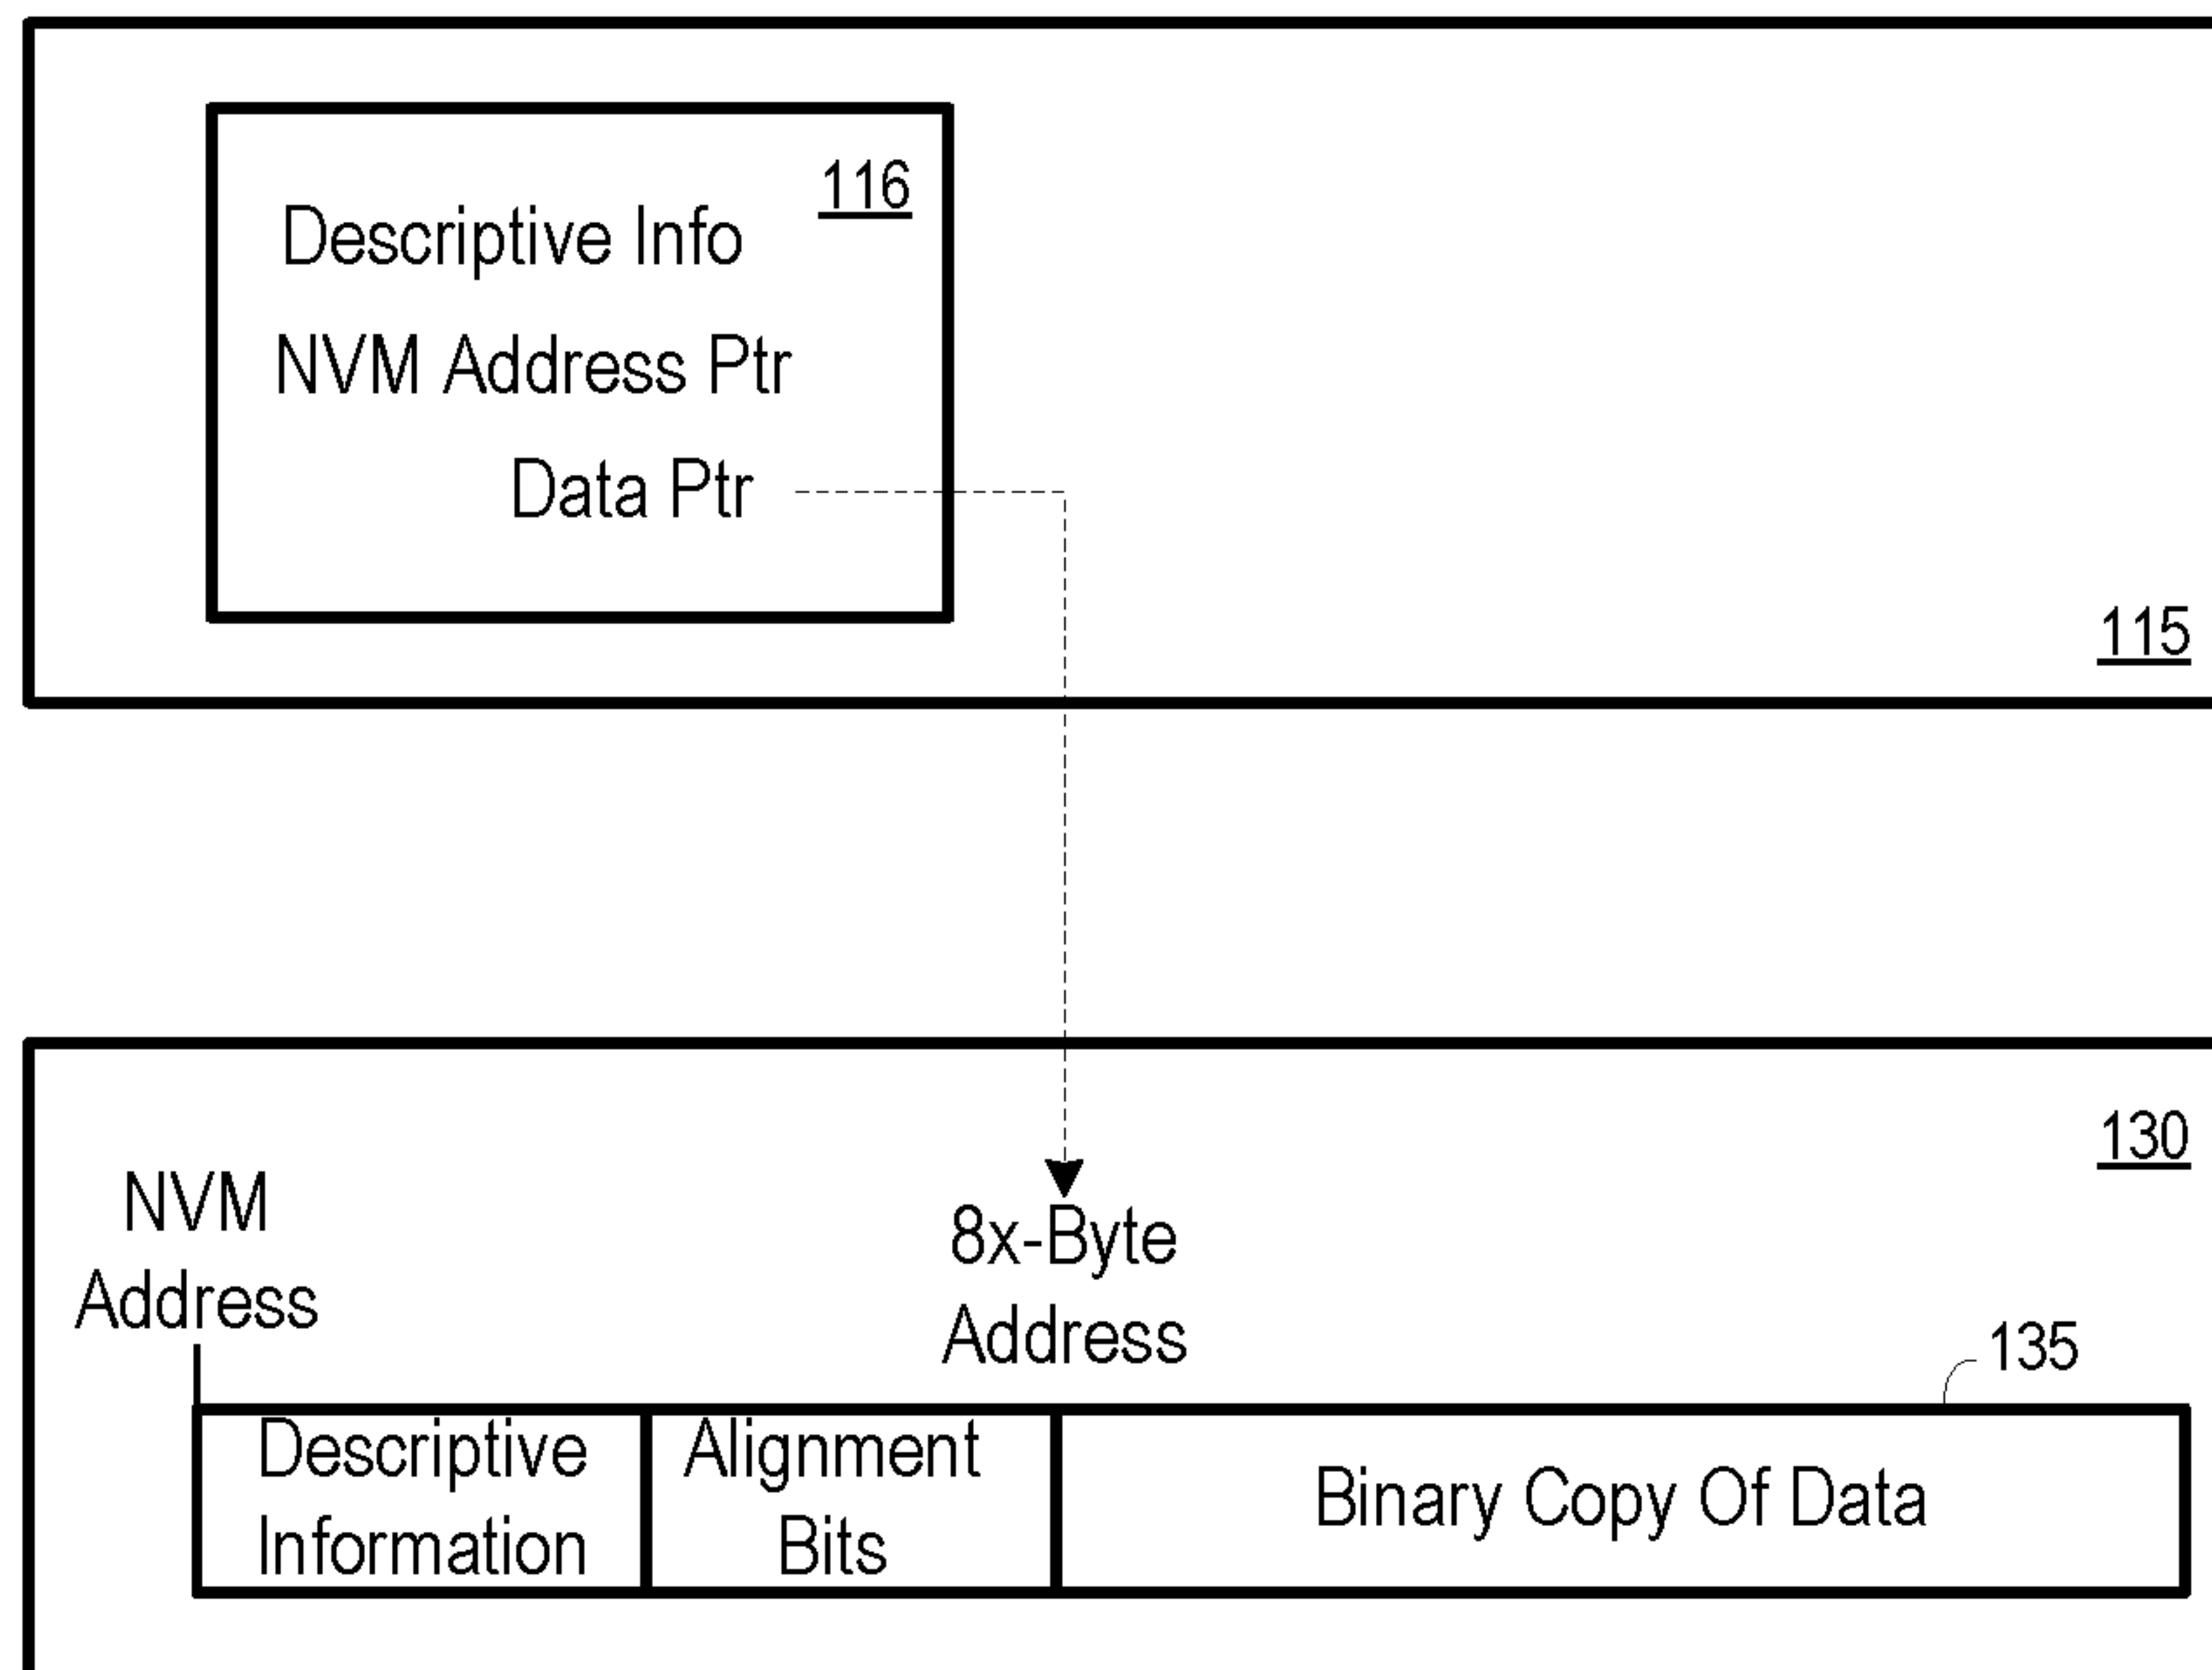 116
Descriptive Info
NVM Address Ptr
Data Ptr
115
130
NVM
Address
8x-Byte
Address
135
Descriptive
Information
Alignment
Bits
Binary Copy Of Data